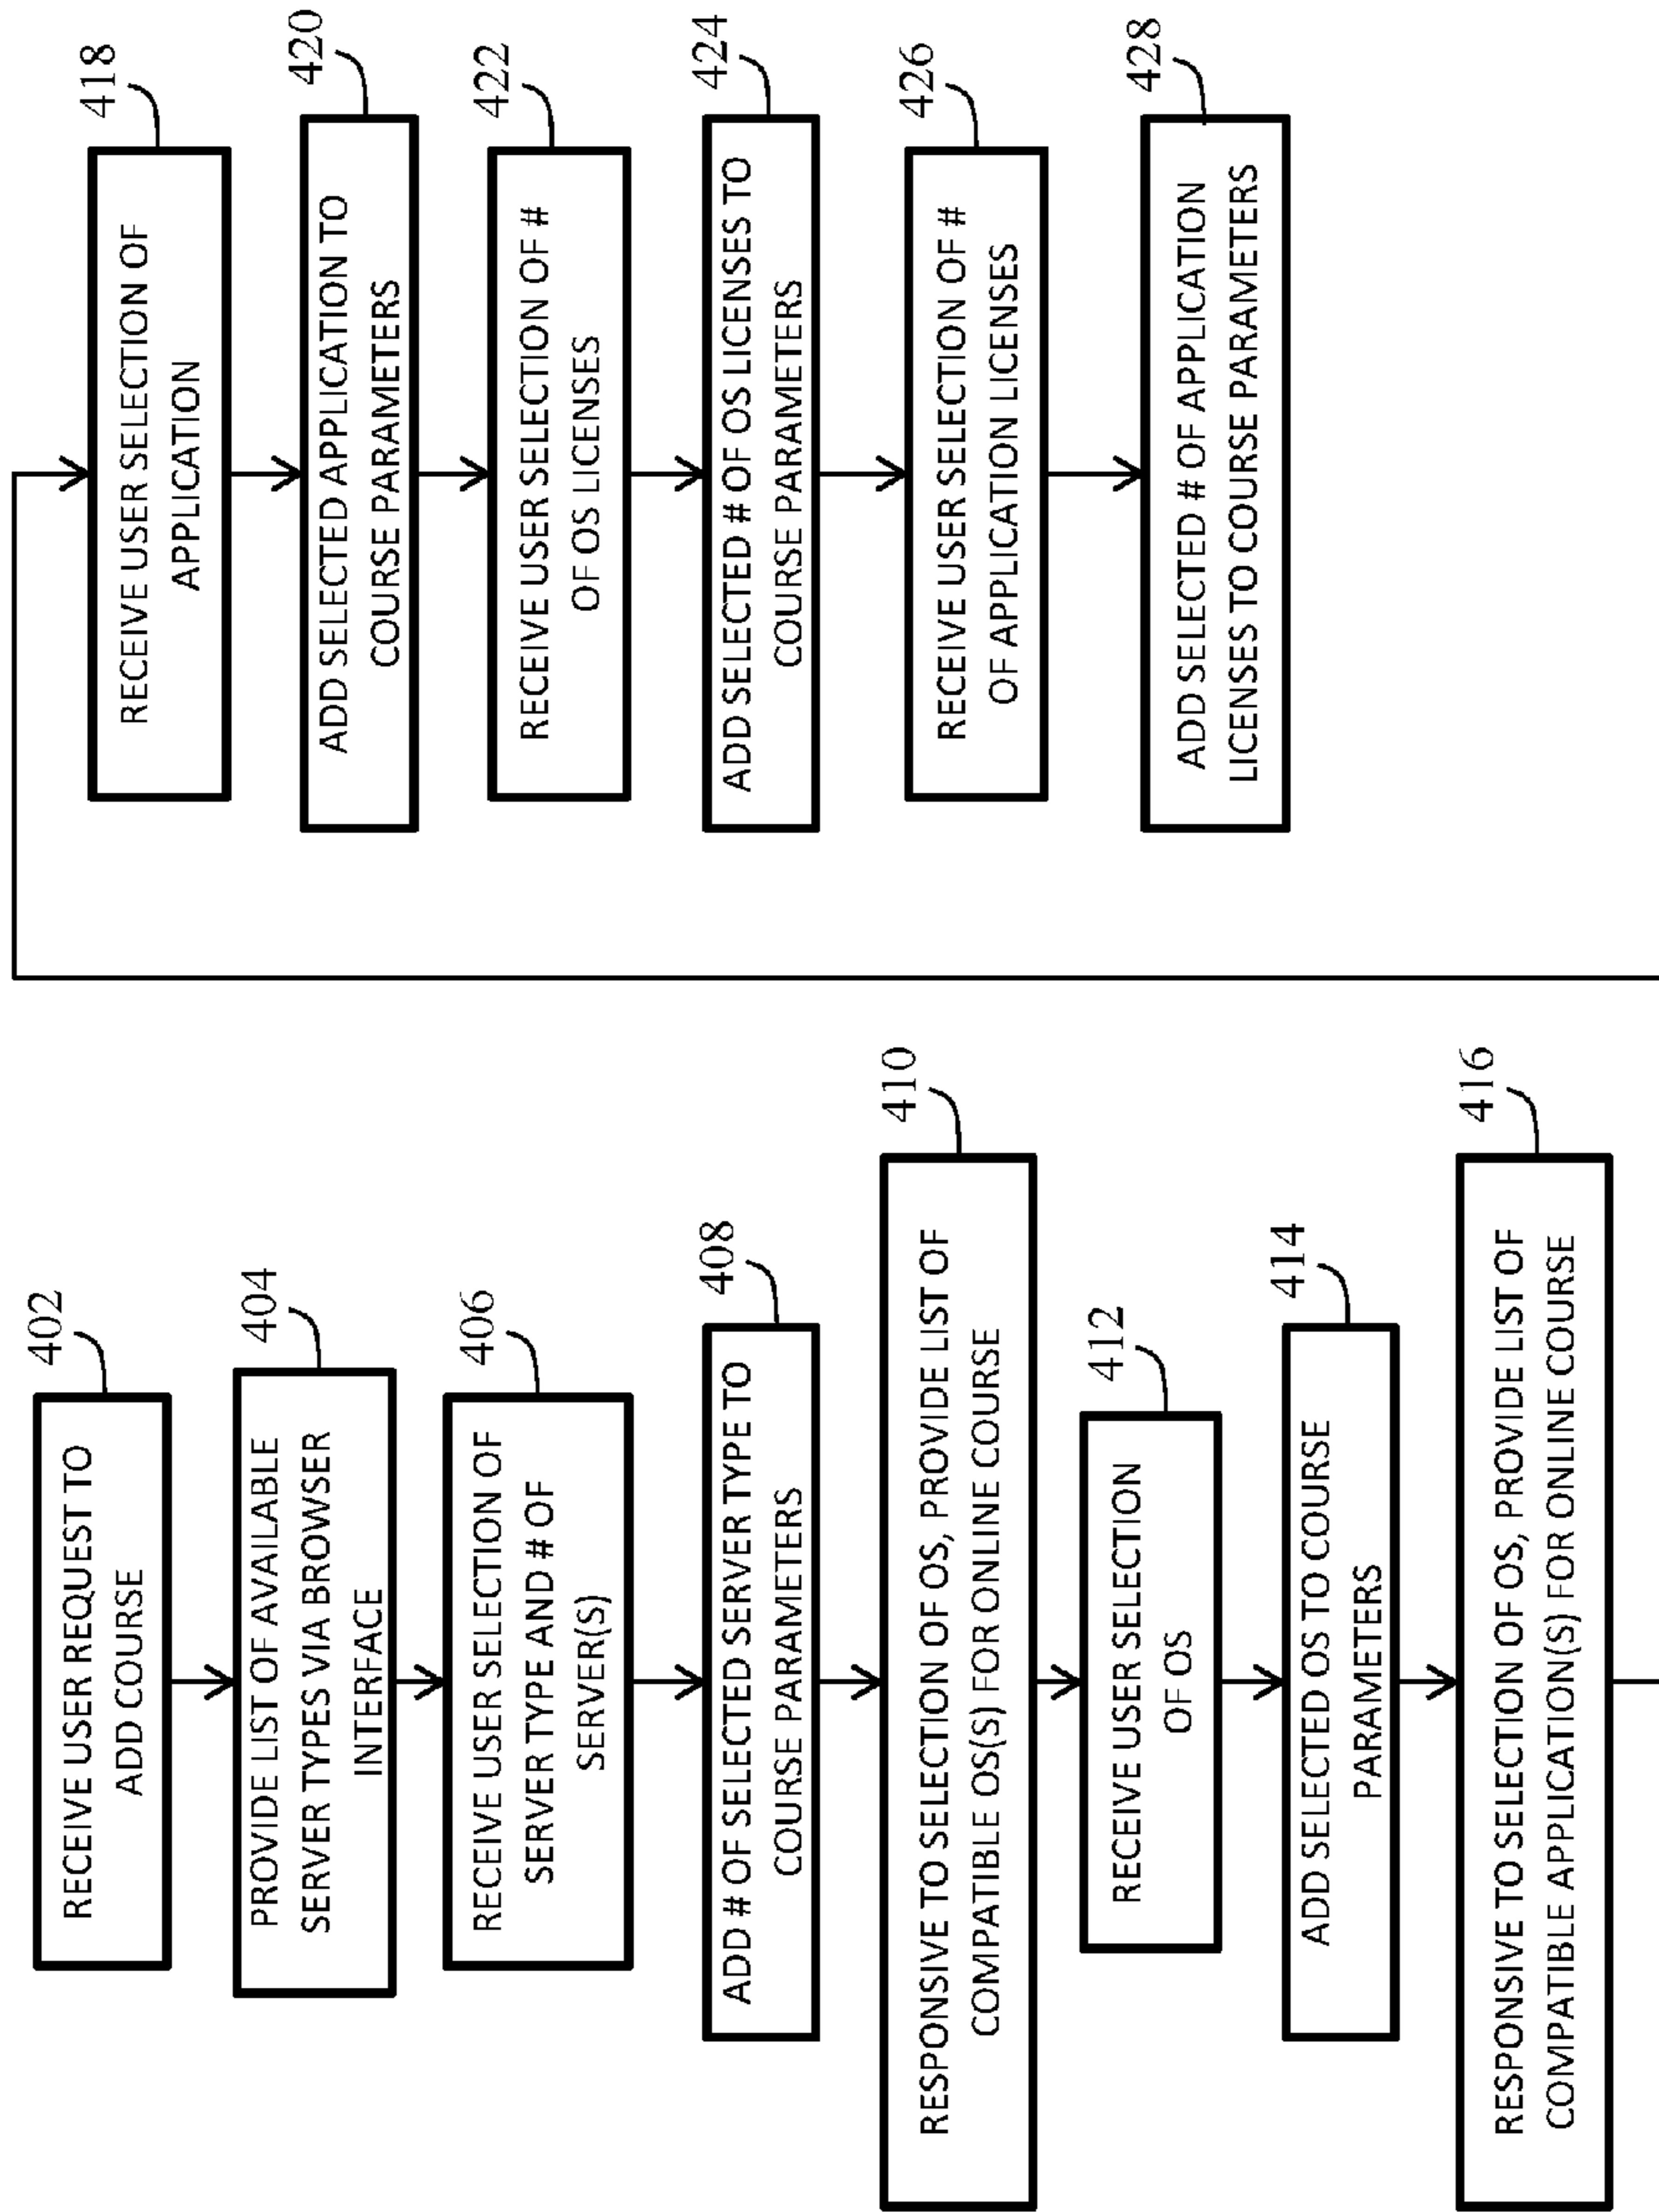 402
RECEIVE USER REQUEST TO
ADD COURSE
404
PROVIDE LIST OF AVAILABLE
SERVER TYPES VIA BROWSER
INTERFACE
406
RECEIVE USER SELECTION OF
SERVER TYPE AND # OF
SERVER(S)
408
ADD # OF SELECTED SERVER TYPE TO
COURSE PARAMETERS
410
RESPONSIVE TO SELECTION OF OS, PROVIDE LIST OF
COMPATIBLE OS(S) FOR ONLINE COURSE
412
RECEIVE USER SELECTION
OF OS
414
ADD SELECTED OS TO COURSE
PARAMETERS
416
RESPONSIVE TO SELECTION OF OS, PROVIDE LIST OF
COMPATIBLE APPLICATION(S) FOR ONLINE COURSE
418
RECEIVE USER SELECTION OF
APPLICATION
420
ADD SELECTED APPLICATION TO
COURSE PARAMETERS
422
RECEIVE USER SELECTION OF #
OF OS LICENSES
424
ADD SELECTED # OF OS LICENSES TO
COURSE PARAMETERS
426
RECEIVE USER SELECTION OF #
OF APPLICATION LICENSES
428
ADD SELECTED # OF APPLICATION
LICENSES TO COURSE PARAMETERS